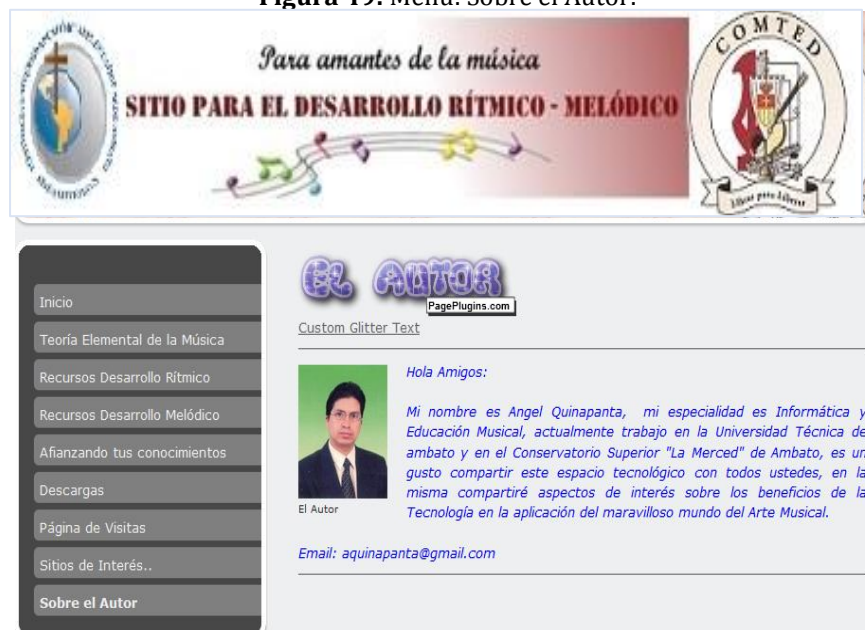 Figura 19. Menú: Sobre el Autor.
Para amantes de la música
SITIO PARA EL DESARROLLO RÍTMICO - MELÓDICO
COMTED
EL AUTOR
PagePlugins.com
Custom Glitter Text
Inicio
Teoría Elemental de la Música
Recursos Desarrollo Rítmico
Recursos Desarrollo Melódico
Afianzando tus conocimientos
Descargas
Página de Visitas
Sitios de Interés..
Sobre el Autor
El Autor
Hola Amigos:
Mi nombre es Angel Quinapanta, mi especialidad es Informática y
Educación Musical, actualmente trabajo en la Universidad Técnica de
ambato y en el Conservatorio Superior "La Merced" de Ambato, es un
gusto compartir este espacio tecnológico con todos ustedes, en la
misma compartiré aspectos de interés sobre los beneficios de la
Tecnología en la aplicación del maravilloso mundo del Arte Musical.
Email: aquinapanta@gmail.com